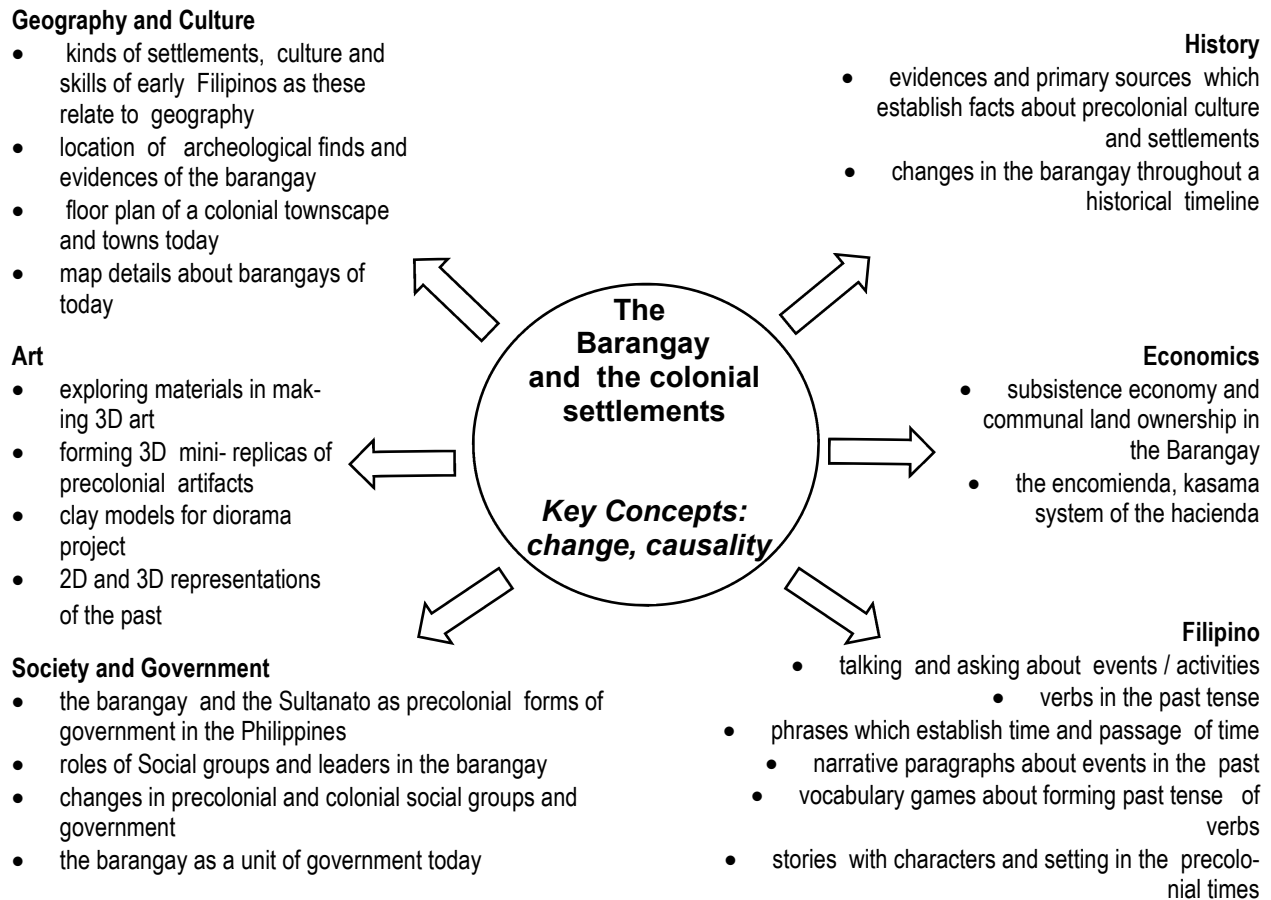 Geography and Culture
• kinds of settlements, culture and
skills of early Filipinos as these
relate to geography
• location of archeological finds and
evidences of the barangay
• floor plan of a colonial townscape
and towns today
• map details about barangays of
today
Art
• exploring materials in mak-
ing 3D art
• forming 3D mini- replicas of
precolonial artifacts
• clay models for diorama
project
• 2D and 3D representations
of the past
Society and Government
• the barangay and the Sultanato as precolonial forms of
government in the Philippines
• roles of Social groups and leaders in the barangay
• changes in precolonial and colonial social groups and
government
• the barangay as a unit of government today
The
Barangay
and the colonial
settlements
Key Concepts:
change, causality
History
• evidences and primary sources which
establish facts about precolonial culture
and settlements
• changes in the barangay throughout a
historical timeline
Economics
• subsistence economy and
communal land ownership in
the Barangay
• the encomienda, kasama
system of the hacienda
Filipino
• talking and asking about events / activities
• verbs in the past tense
• phrases which establish time and passage of time
• narrative paragraphs about events in the past
• vocabulary games about forming past tense of
verbs
• stories with characters and setting in the precolo-
nial times